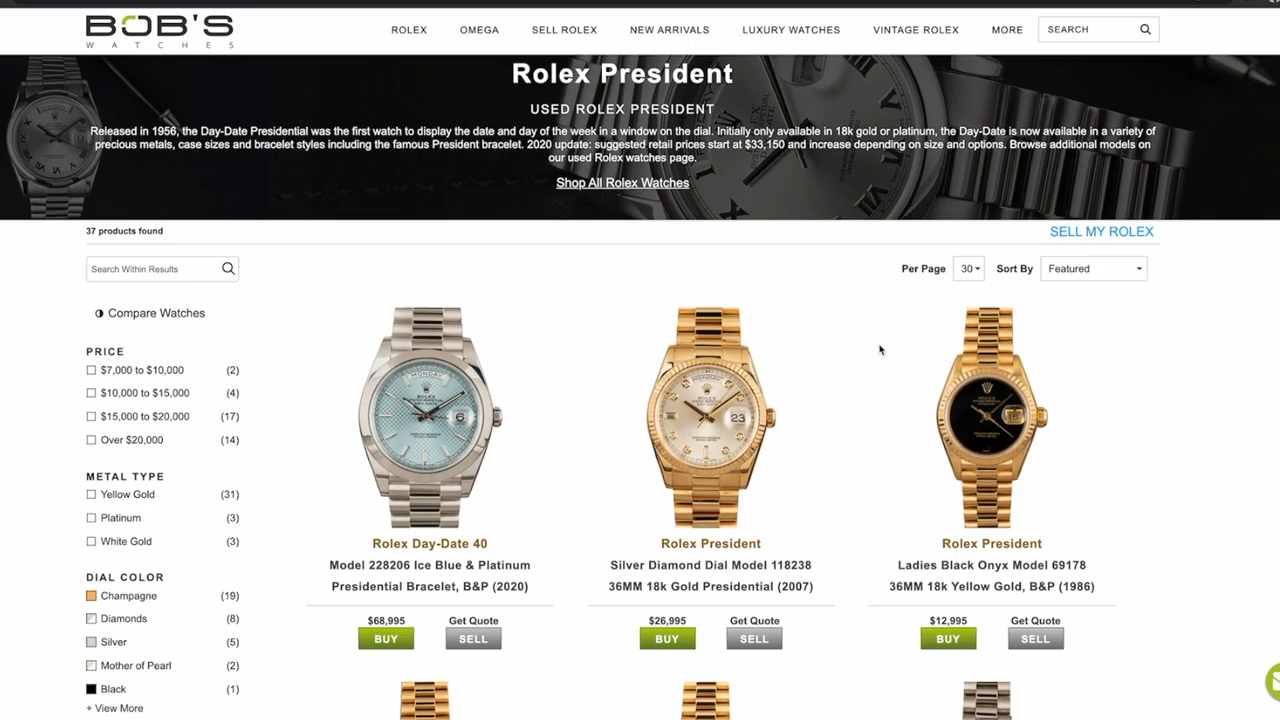 BOB'S
WATCHES
ROLEX
OMEGA
SELL ROLEX
NEW ARRIVALS
LUXURY WATCHES
VINTAGE ROLEX
MORE
SEARCH
Rolex President
USED ROLEX PRESIDENT
Released in 1956, the Day-Date Presidential was the first watch to display the date and day of the week in a window on the dial. Initially only available in 18k gold or platinum, the Day-Date is now available in a variety of
precious metals, case sizes and bracelet styles including the famous President bracelet. 2020 update: suggested retail prices start at $33,150 and increase depending on size and options. Browse additional models on
our used Rolex watches page.
Shop All Rolex Watches
37 products found
SELL MY ROLEX
Search Within Results
Per Page
30
Sort By
Featured
Compare Watches
PRICE
$7,000 to $10,000 (2)
$10,000 to $15,000 (4)
$15,000 to $20,000 (17)
Over $20,000 (14)
METAL TYPE
Yellow Gold (31)
Platinum (3)
White Gold (3)
DIAL COLOR
Champagne (19)
Diamonds (8)
Silver (5)
Mother of Pearl (2)
Black (1)
+ View More
MONDAY
ROLEX
6
Rolex Day-Date 40
Model 228206 Ice Blue & Platinum
Presidential Bracelet, B&P (2020)
$68,995
Get Quote
BUY
SELL
MONDAY
ROLEX
23
Rolex President
Silver Diamond Dial Model 118238
36MM 18k Gold Presidential (2007)
$26,995
Get Quote
BUY
SELL
ROLEX
15
Rolex President
Ladies Black Onyx Model 69178
36MM 18k Yellow Gold, B&P (1986)
$12,995
Get Quote
BUY
SELL